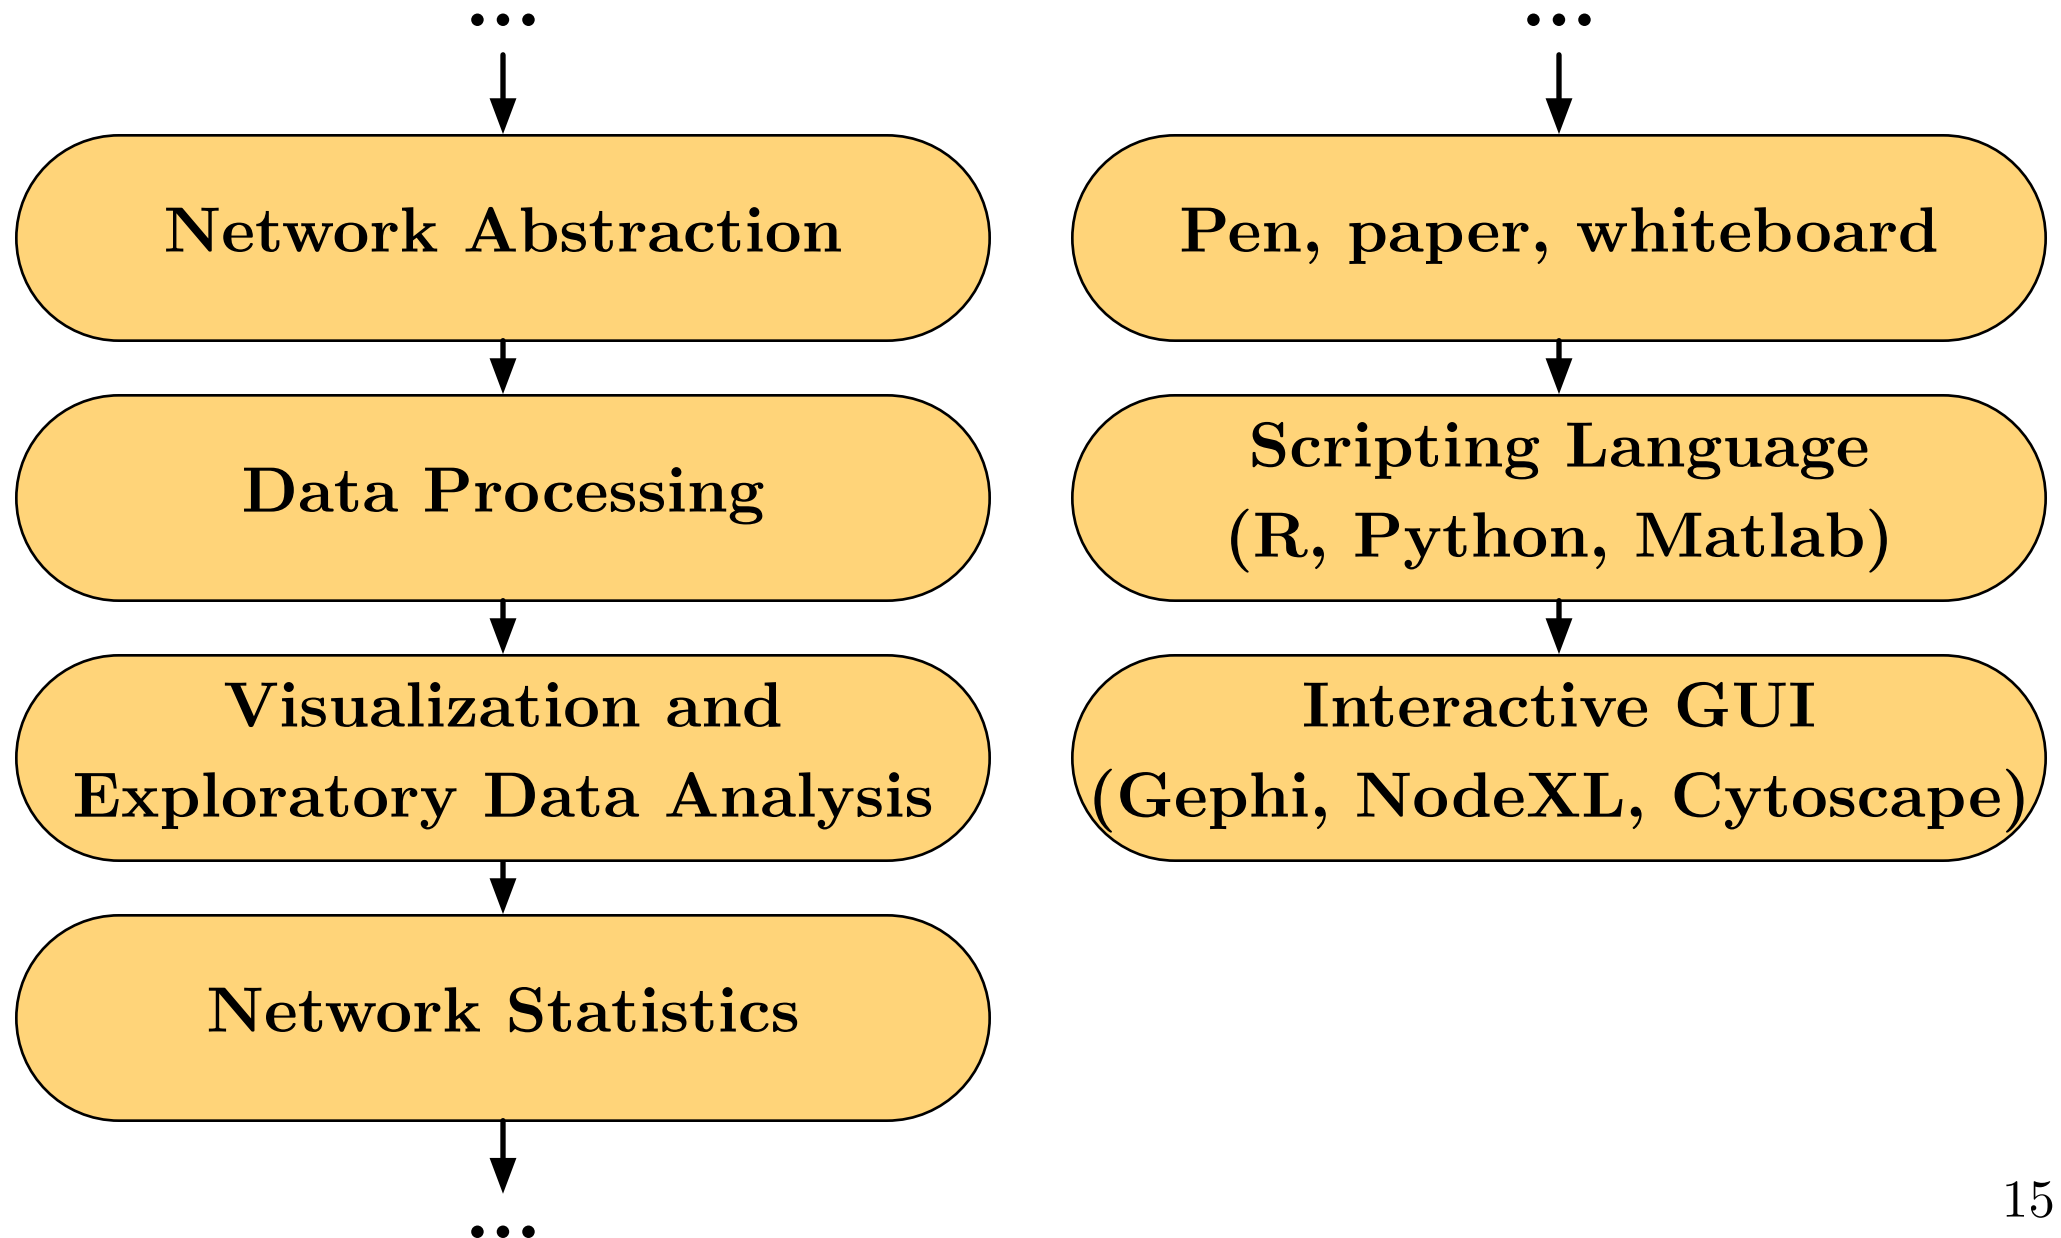 ...
Network Abstraction
Data Processing
Visualization and
Exploratory Data Analysis
Network Statistics
...
...
Pen, paper, whiteboard
Scripting Language
(R, Python, Matlab)
Interactive GUI
(Gephi, NodeXL, Cytoscape)
15